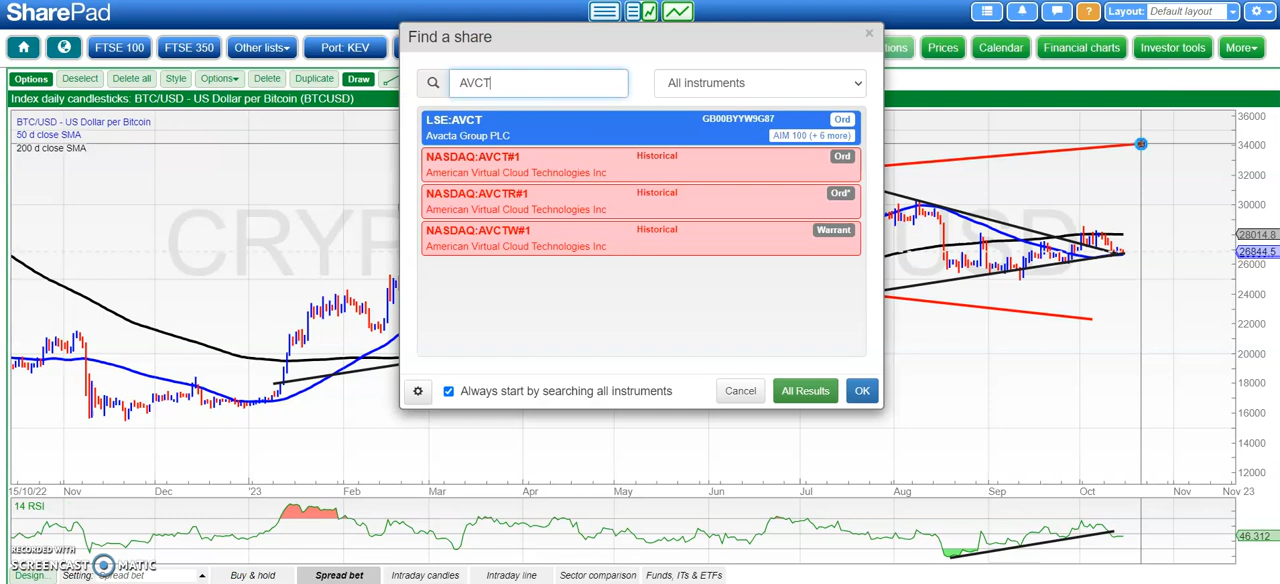 SharePad
Layout: Default layout
FTSE 100 FTSE 350 Other lists Port: KEV
Prices Calendar Financial charts Investor tools More
Options Deselect Delete all Style Options Delete Duplicate Draw
Index daily candlesticks: BTC/USD - US Dollar per Bitcoin (BTCUSD)
BTC/USD - US Dollar per Bitcoin
50 d close SMA
200 d close SMA
Find a share
×
AVCT
All instruments
LSE:AVCT GB00BYYW9G87 Ord
Avacta Group PLC AIM 100 (+ 6 more)
NASDAQ:AVCT#1 Historical Ord
American Virtual Cloud Technologies Inc
NASDAQ:AVCTR#1 Historical Ord*
American Virtual Cloud Technologies Inc
NASDAQ:AVCTW#1 Historical Warrant
American Virtual Cloud Technologies Inc
Always start by searching all instruments
Cancel All Results OK
36000
34000
32000
30000
28014.8
26844.5
26000
24000
22000
20000
18000
16000
14000
12000
15/10/22 Nov Dec '23 Feb Mar Apr May Jun Jul Aug Sep Oct Nov Nov 23
14 RSI
46.312
RECORDED WITH
SCREENCAST MATIC
Design... Setting: Spread bet Buy & hold Spread bet Intraday candles Intraday line Sector comparison Funds, ITs & ETFs